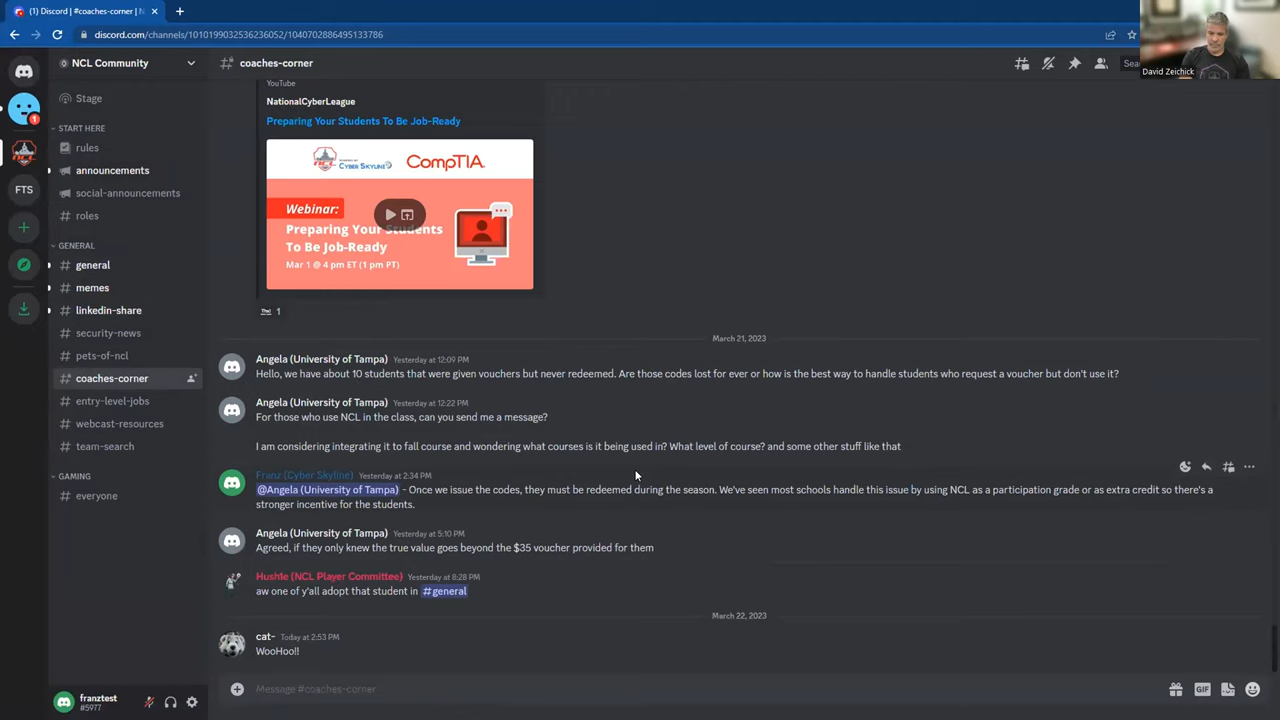 (1) Discord | #coaches-corner | N
discord.com/channels/1010199032536236052/1040702886495133786
David Zeichick
NCL Community
coaches-corner
Sea
Stage
START HERE
rules
announcements
social-announcements
roles
GENERAL
general
memes
linkedin-share
security-news
pets-of-ncl
coaches-corner
entry-level-jobs
webcast-resources
team-search
GAMING
everyone
1
FTS
YouTube
NationalCyberLeague
Preparing Your Students To Be Job-Ready
NCL
CYBER SKYLINE
CompTIA
Webinar:
Preparing Your Students
To Be Job-Ready
Mar 1 @ 4 pm ET (1 pm PT)
1
March 21, 2023
Angela (University of Tampa) Yesterday at 12:09 PM
Hello, we have about 10 students that were given vouchers but never redeemed. Are those codes lost for ever or how is the best way to handle students who request a voucher but don't use it?
Angela (University of Tampa) Yesterday at 12:22 PM
For those who use NCL in the class, can you send me a message?
I am considering integrating it to fall course and wondering what courses is it being used in? What level of course? and some other stuff like that
Franz (Cyber Skyline) Yesterday at 2:34 PM
@Angela (University of Tampa) - Once we issue the codes, they must be redeemed during the season. We've seen most schools handle this issue by using NCL as a participation grade or as extra credit so there's a
stronger incentive for the students.
Angela (University of Tampa) Yesterday at 5:10 PM
Agreed, if they only knew the true value goes beyond the $35 voucher provided for them
Hush1e (NCL Player Committee) Yesterday at 8:28 PM
aw one of y'all adopt that student in #general
March 22, 2023
cat- Today at 2:53 PM
WooHoo!!
Message #coaches-corner
GIF
franztest
#5977